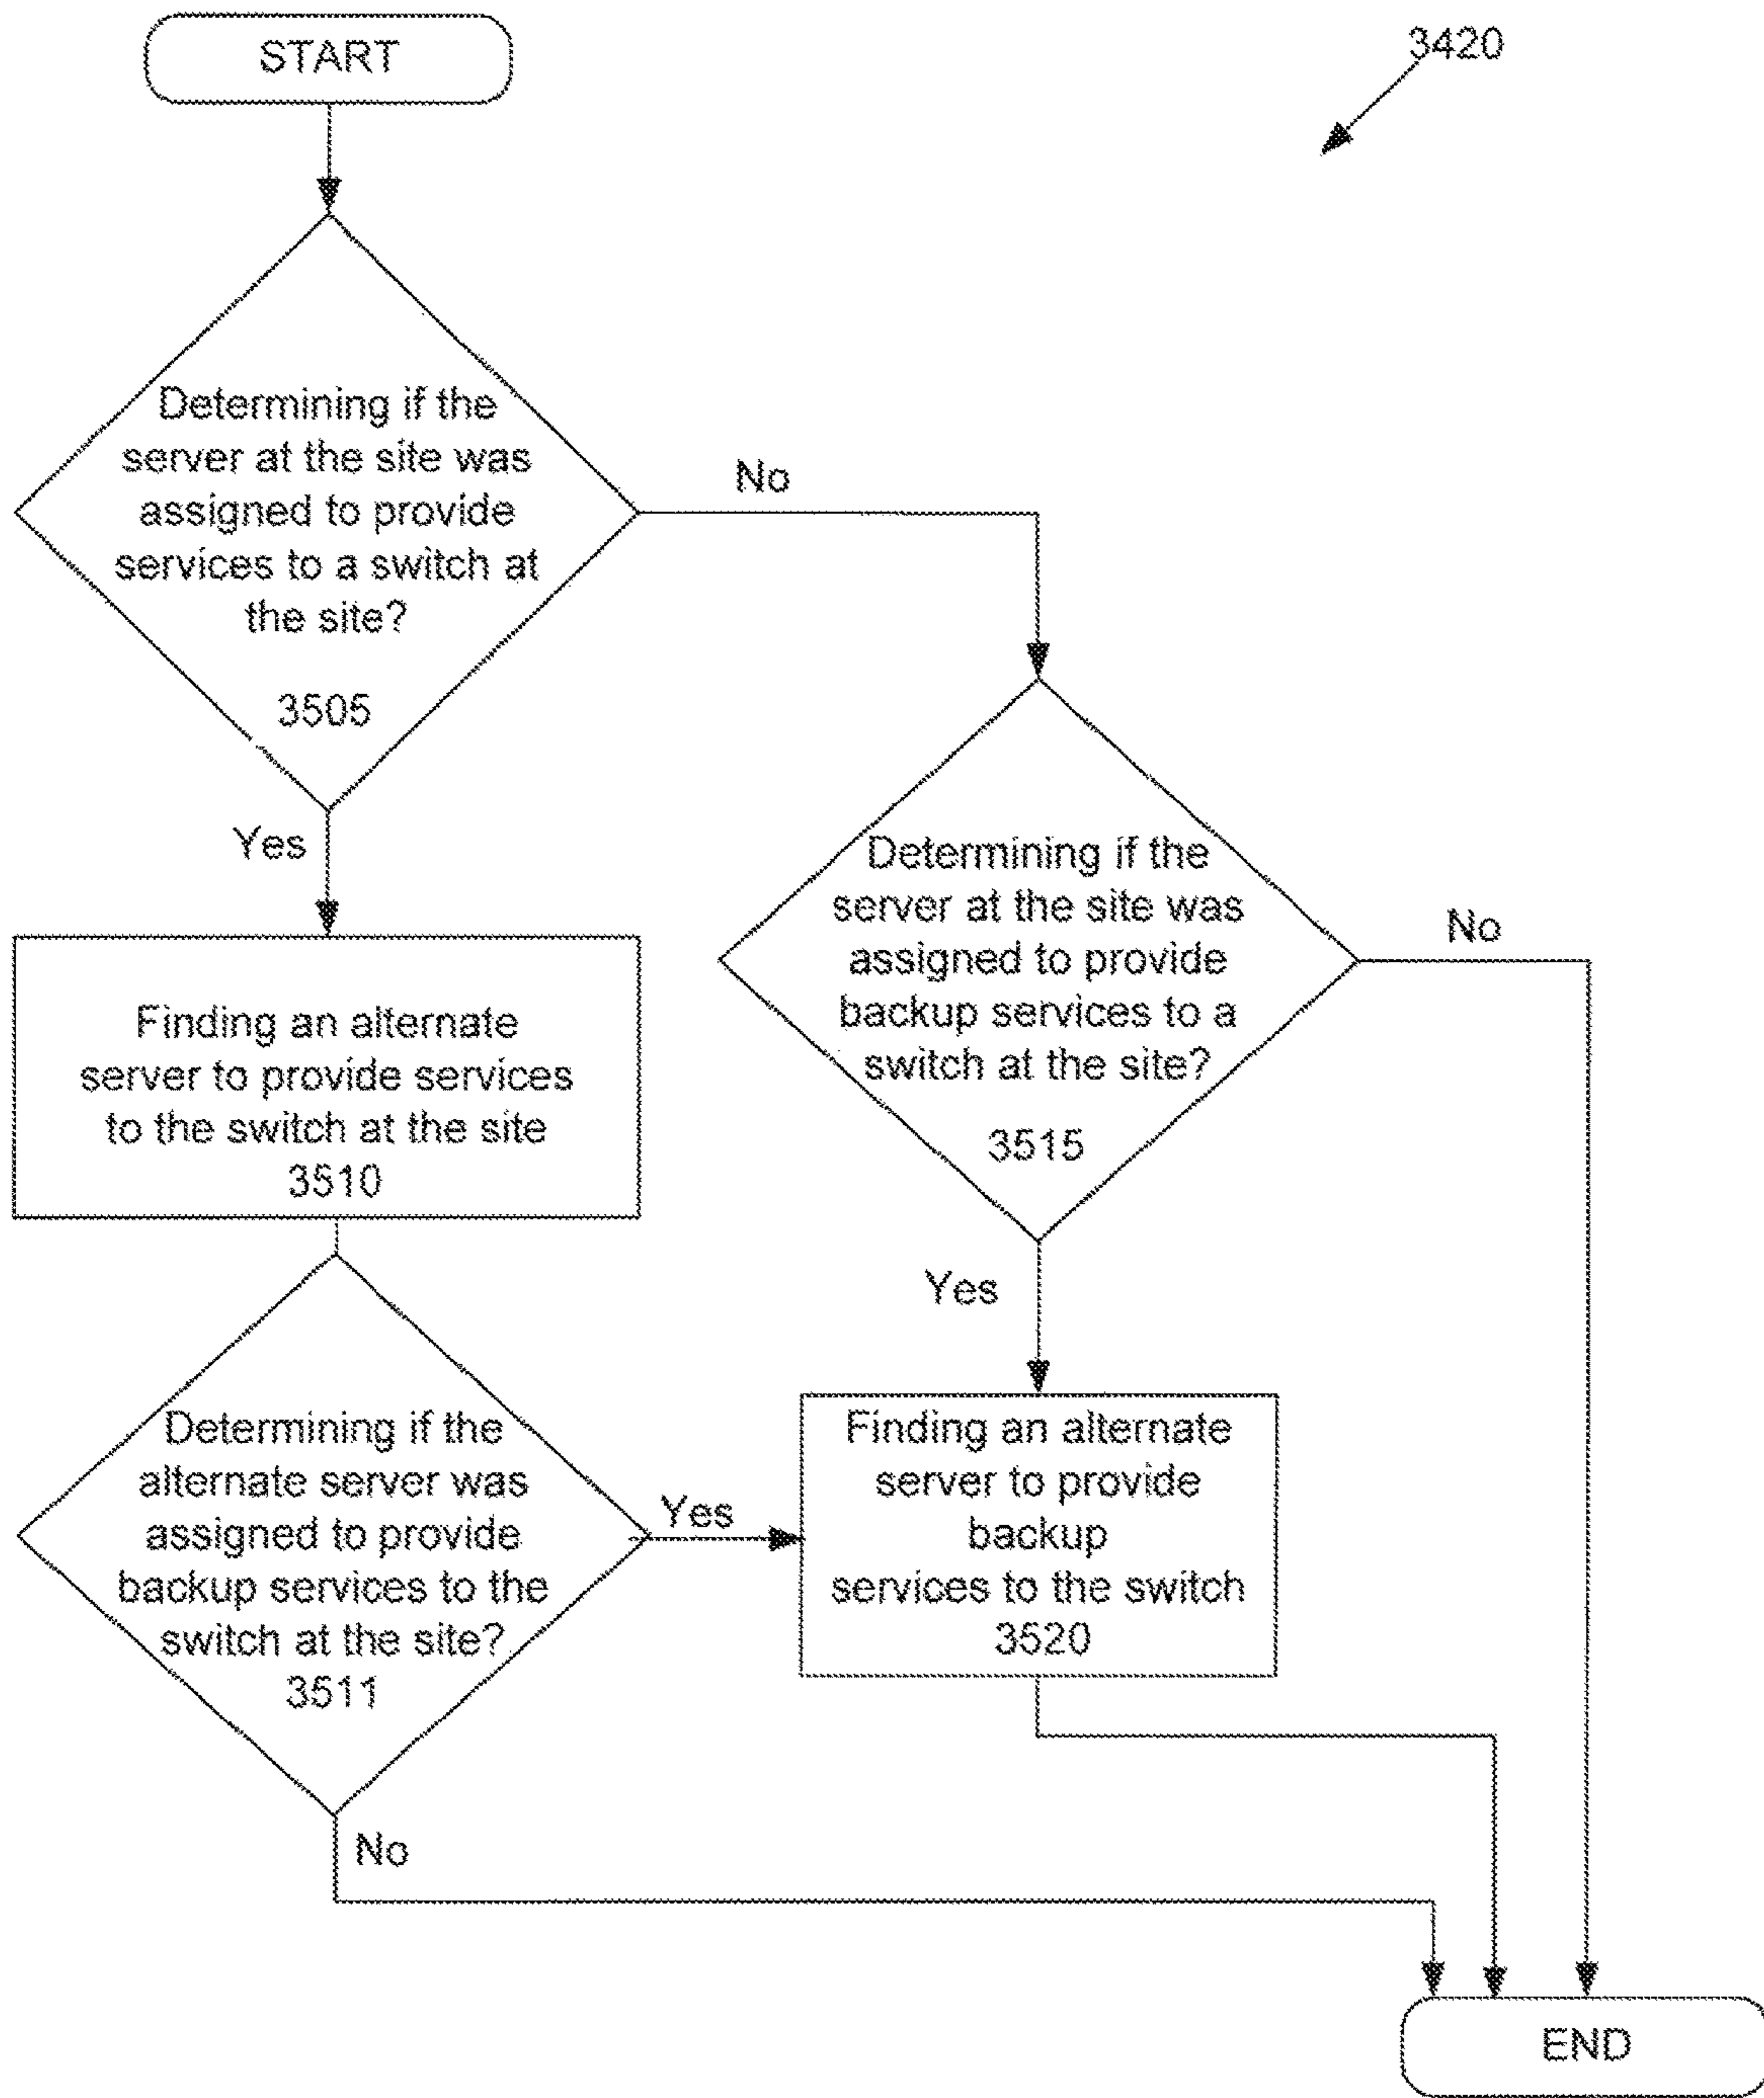 START
3420
Determining if the
server at the site was
assigned to provide
services to a switch at
the site?
3505
No
Yes
Determining if the
server at the site was
assigned to provide
backup services to a
switch at the site?
3515
No
Finding an alternate
server to provide services
to the switch at the site
3510
Yes
Determining if the
alternate server was
assigned to provide
backup services to the
switch at the site?
3511
Yes
Finding an alternate
server to provide
backup
services to the switch
3520
No
END